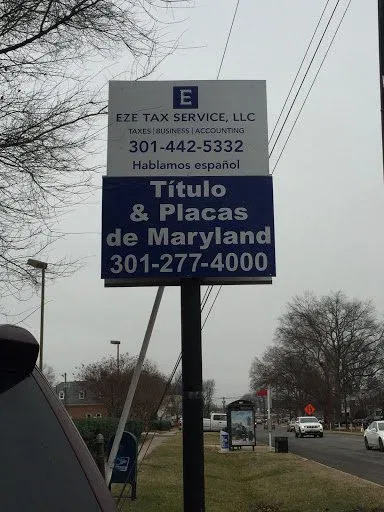 E
EZE TAX SERVICE, LLC
TAXES | BUSINESS | ACCOUNTING
301-442-5332
Hablamos español
Título
& Placas
de Maryland
301-277-4000